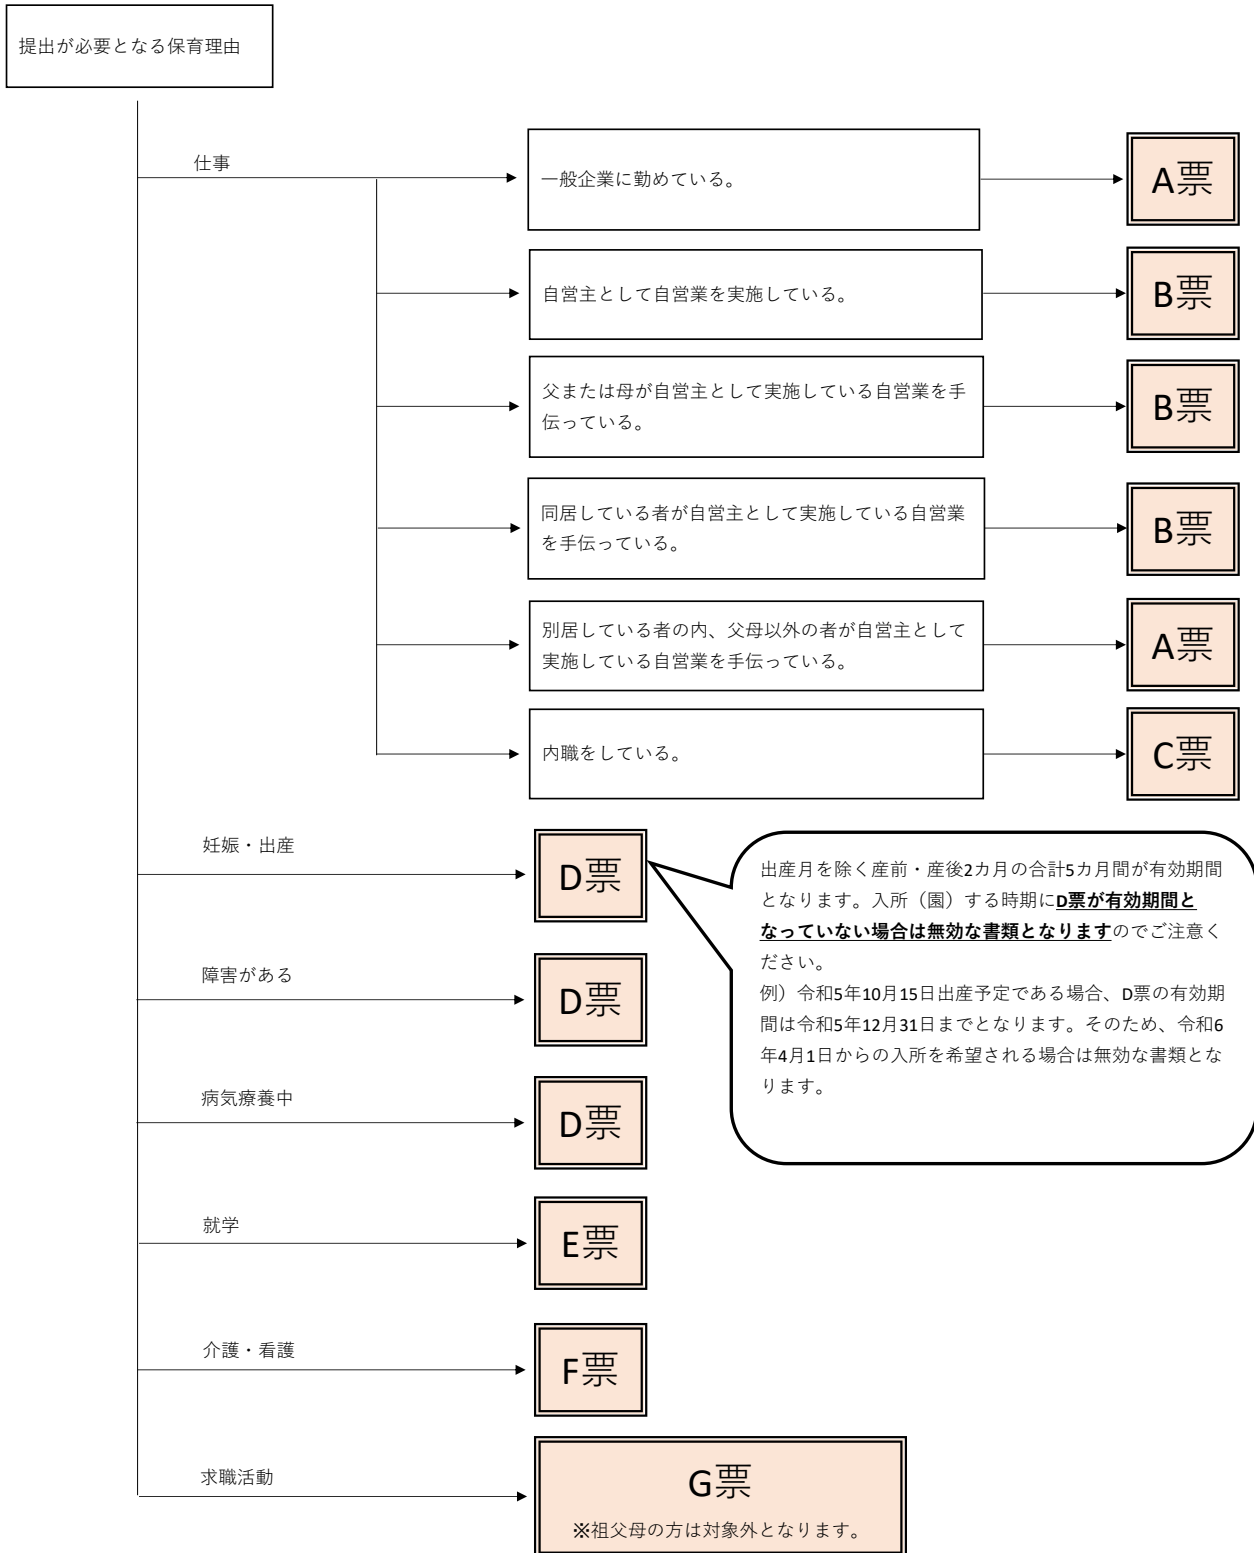 提出が必要となる保育理由
仕事
一般企業に勤めている。
A票
自営主として自営業を実施している。
B票
父または母が自営主として実施している自営業を手
伝っている。
B票
同居している者が自営主として実施している自営業
を手伝っている。
B票
別居している者の内、父母以外の者が自営主として
実施している自営業を手伝っている。
A票
内職をしている。
C票
妊娠・出産
D票
出産月を除く産前・産後2カ月の合計5カ月間が有効期間
となります。入所（園）する時期にD票が有効期間と
なっていない場合は無効な書類となりますのでご注意く
ださい。
例）令和5年10月15日出産予定である場合、D票の有効期
間は令和5年12月31日までとなります。そのため、令和6
年4月1日からの入所を希望される場合は無効な書類とな
ります。
障害がある
D票
病気療養中
D票
就学
E票
介護・看護
F票
求職活動
G票
※祖父母の方は対象外となります。